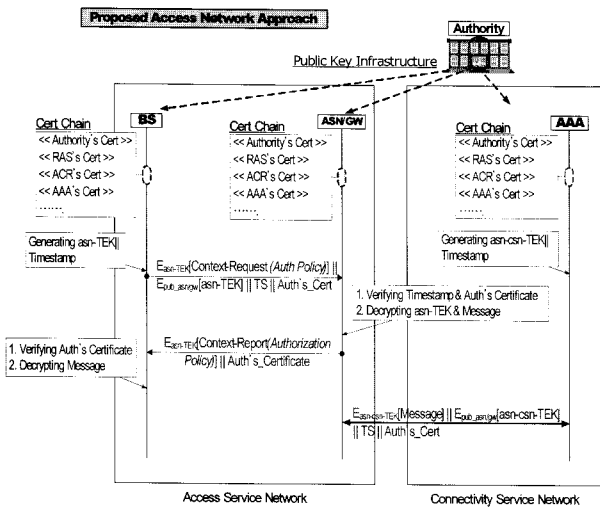 Proposed Access Network Approach
Authority
Public Key Infrastructure
BS
ASN/GW
AAA
Cert Chain
<< Authority`s Cert >>
<< RAS`s Cert >>
<< ACR`s Cert >>
<< AAA`s Cert >>
.......
Cert Chain
<< Authority`s Cert >>
<< RAS`s Cert >>
<< ACR`s Cert >>
<< AAA`s Cert >>
.......
Cert Chain
<< Authority`s Cert >>
<< RAS`s Cert >>
<< ACR`s Cert >>
<< AAA`s Cert >>
.......
Generating asn-TEK||
Timestamp
Generating asn-csn-TEK||
Timestamp
Easn-TEK[Context-Request (Auth Policy)] ||
Epub_asn/gw[asn-TEK] || TS || Auth`s_Cert
1. Verifying Timestamp & Auth`s Certificate
2. Decrypting asn-TEK & Message
Easn-TEK[Context-Report(Authorization
Policy)] || Auth`s_Certificate
1. Verifying Auth`s Certificate
2. Decrypting Message
Easn-csn-TEK[Message] || Epub_asn/gw[asn-csn-TEK]
|| TS || Auth`s_Cert
Access Service Network
Connectivity Service Network